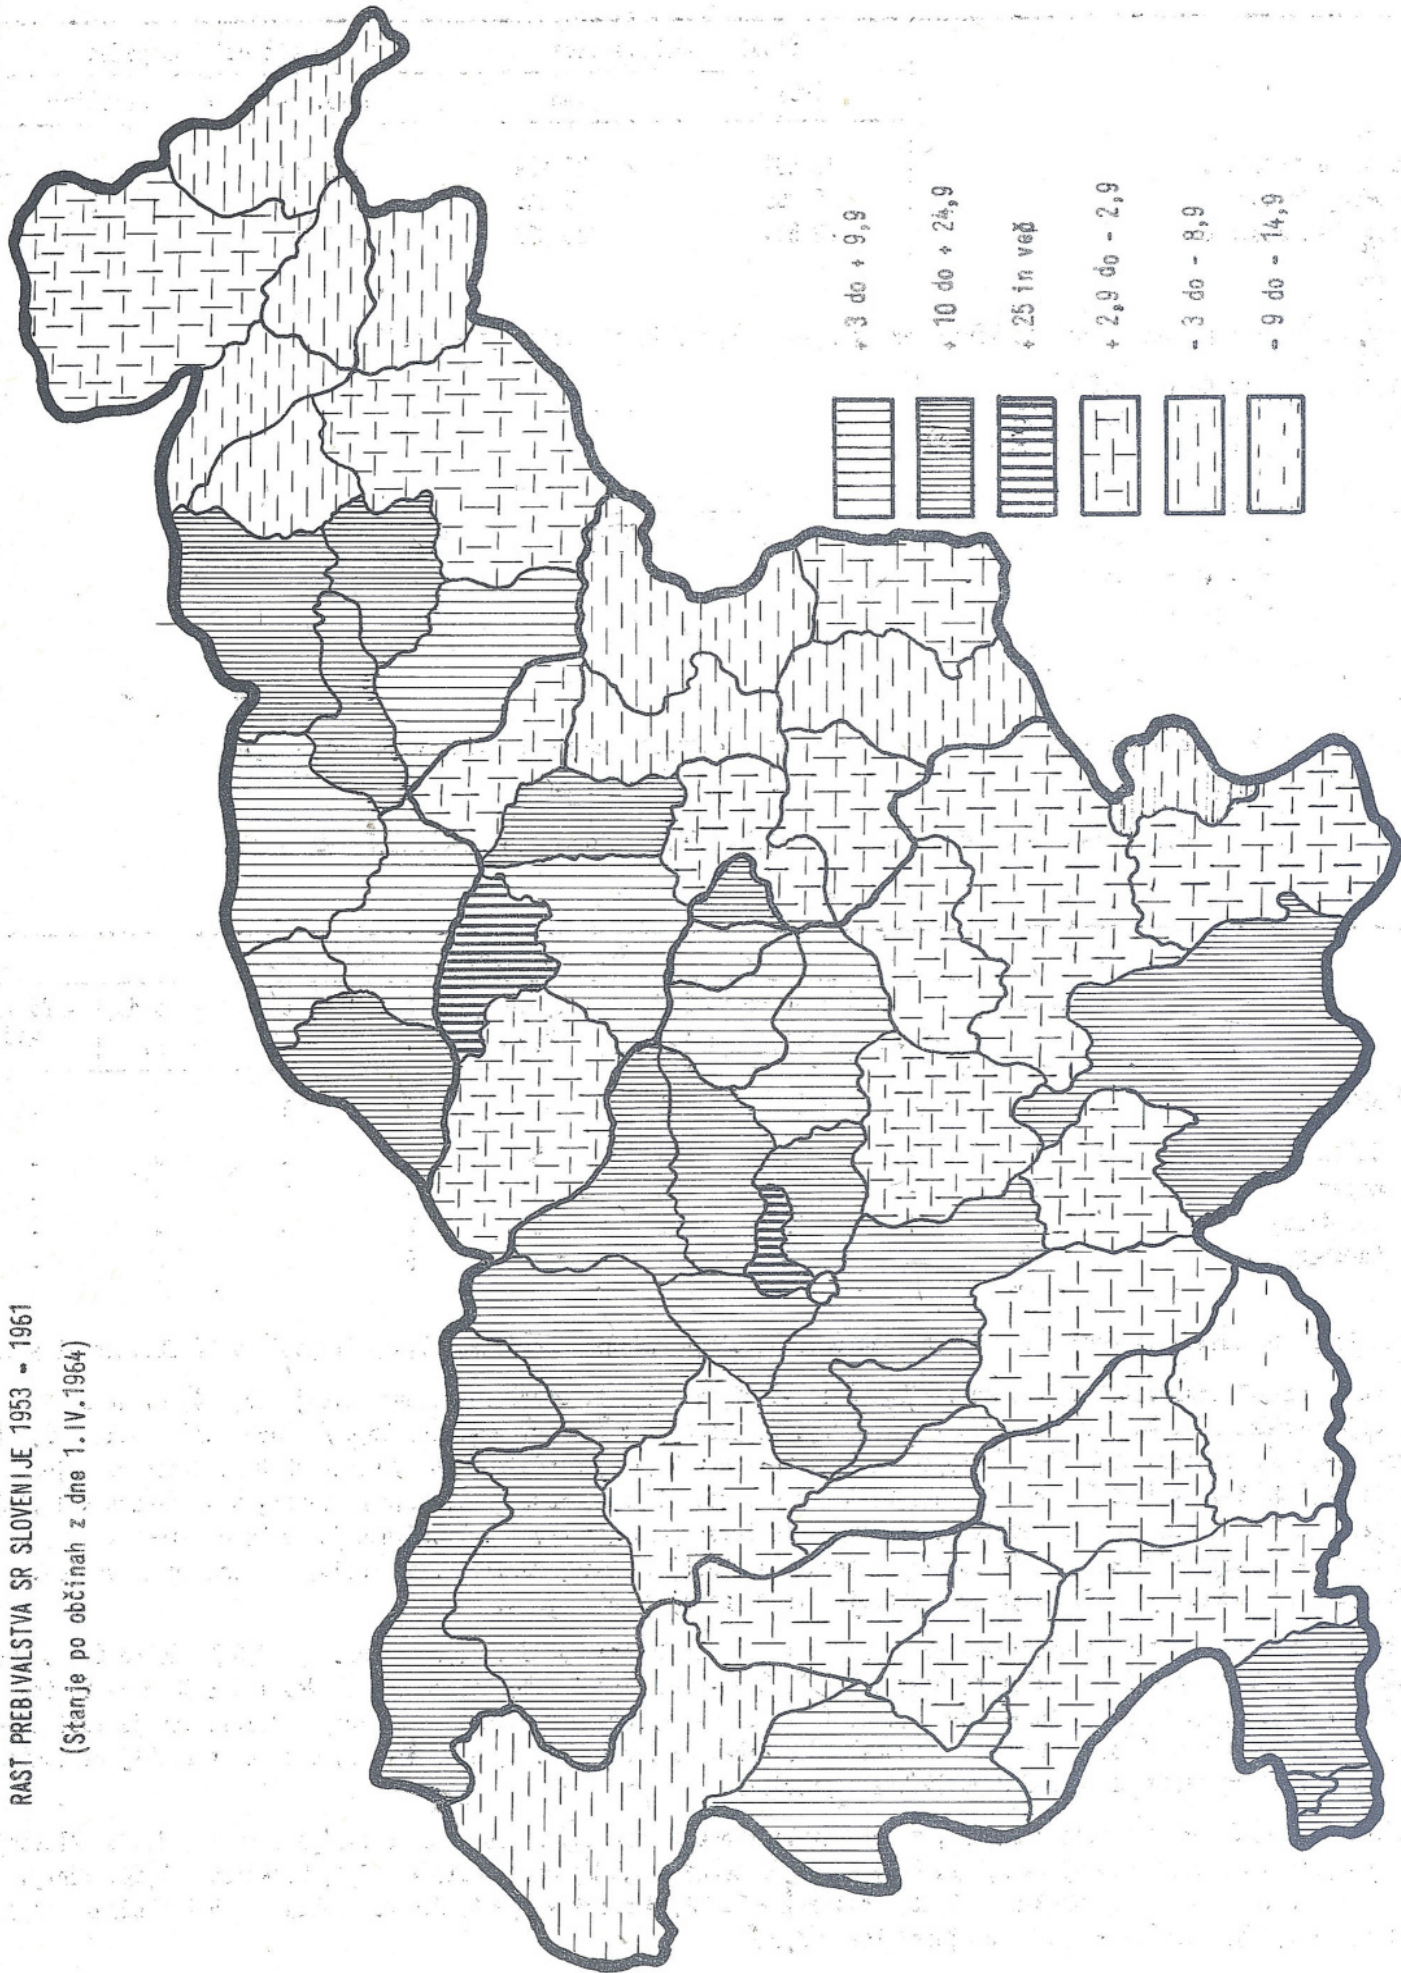 RAST PREBIVALSTVA SR SLOVENIJE 1953 - 1961
(Stanje po občinah z dne 1.IV.1964)
+ 3 do + 9,9
+ 10 do + 24,9
+ 25 in več
+ 2,9 do - 2,9
- 3 do - 8,9
- 9 do - 14,9